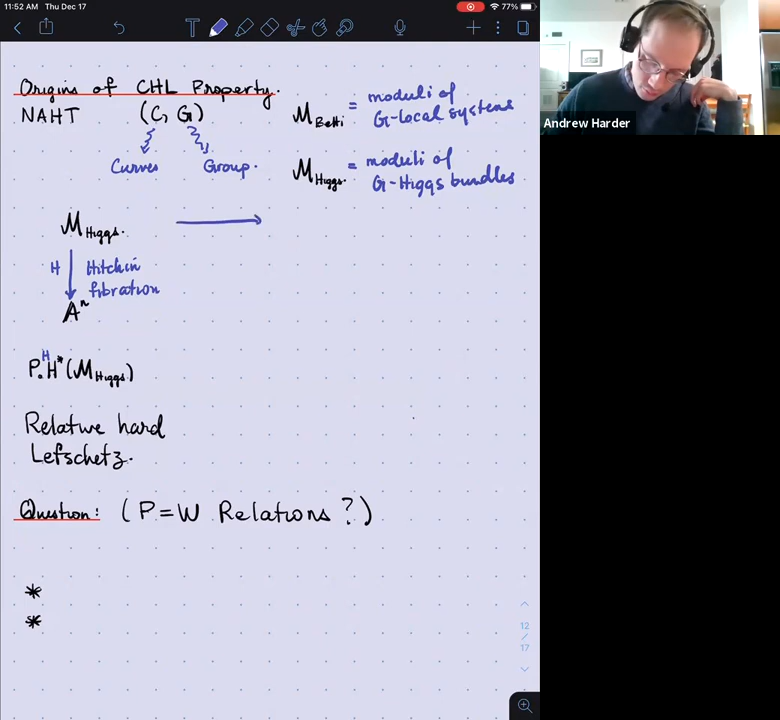 11:52 AM Thu Dec 17
77%
Origins of CHL Property.
NAHT (C, G)
Curves
Group.
M_Betti = moduli of G-local systems
M_Higgs. = moduli of G-Higgs bundles
M_Higgs.
H Hitchin fibration
A^n
P.^H H^*(M_Higgs)
Relative hard
Lefschetz.
Question: (P=W Relations?)
*
*
12
/
17
Andrew Harder